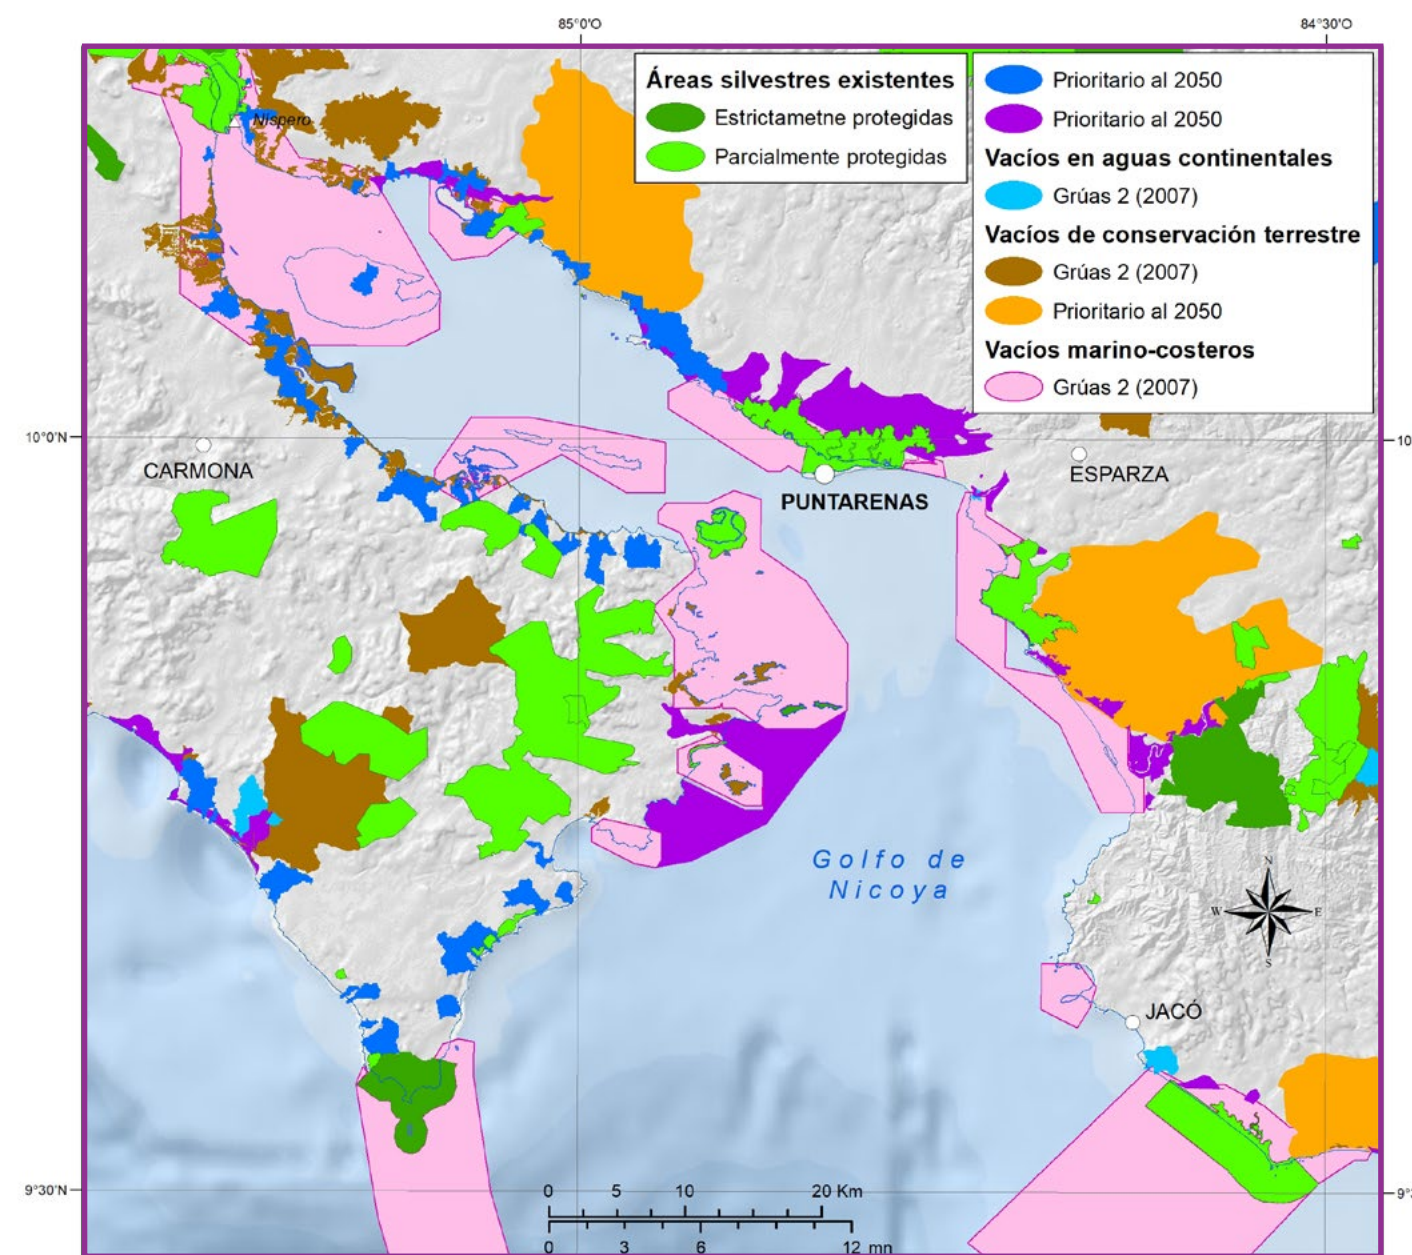 85°0'O
84°30'O
Áreas silvestres existentes
Estrictametne protegidas
Parcialmente protegidas
Prioritario al 2050
Prioritario al 2050
Vacíos en aguas continentales
Grúas 2 (2007)
Vacíos de conservación terrestre
Grúas 2 (2007)
Prioritario al 2050
Vacíos marino-costeros
Grúas 2 (2007)
Níspero
10°0'N
10
CARMONA
ESPARZA
PUNTARENAS
Golfo de
Nicoya
N
W
E
S
JACÓ
9°30'N
9°
0 5 10 20 Km
0 3 6 12 mn